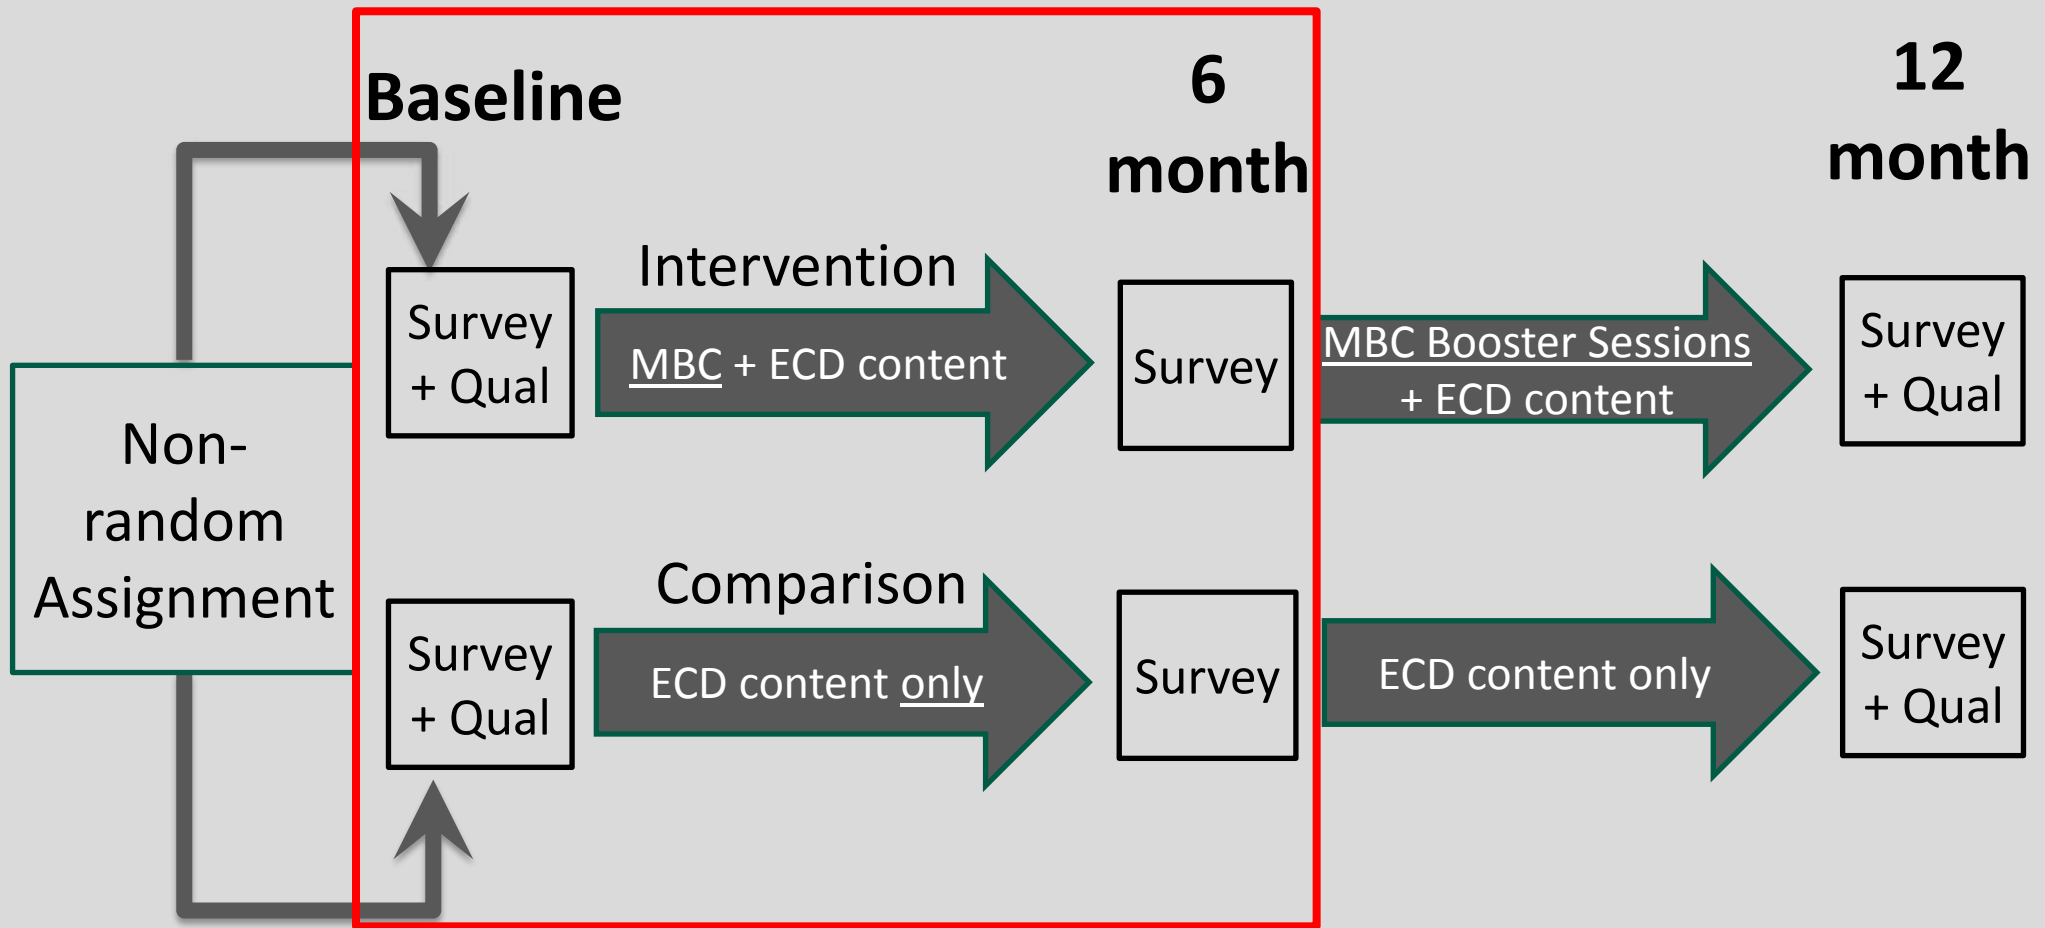 Baseline
6
month
12
month
Non-
random
Assignment
Survey
+ Qual
Intervention
MBC + ECD content
Survey
MBC Booster Sessions
+ ECD content
Survey
+ Qual
Survey
+ Qual
Comparison
ECD content only
Survey
ECD content only
Survey
+ Qual